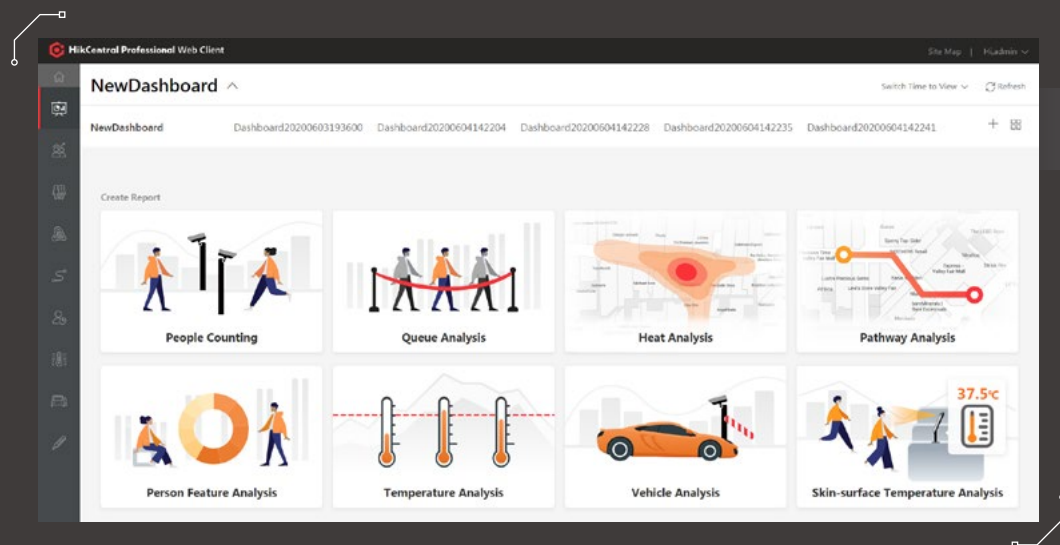 HikCentral Professional Web Client
Site Map | Hi,admin
NewDashboard
Switch Time to View Refresh
NewDashboard Dashboard20200603193600 Dashboard20200604142204 Dashboard20200604142228 Dashboard20200604142235 Dashboard20200604142241
Create Report
People Counting
Queue Analysis
Heat Analysis
Pathway Analysis
37.5°C
Person Feature Analysis
Temperature Analysis
Vehicle Analysis
Skin-surface Temperature Analysis